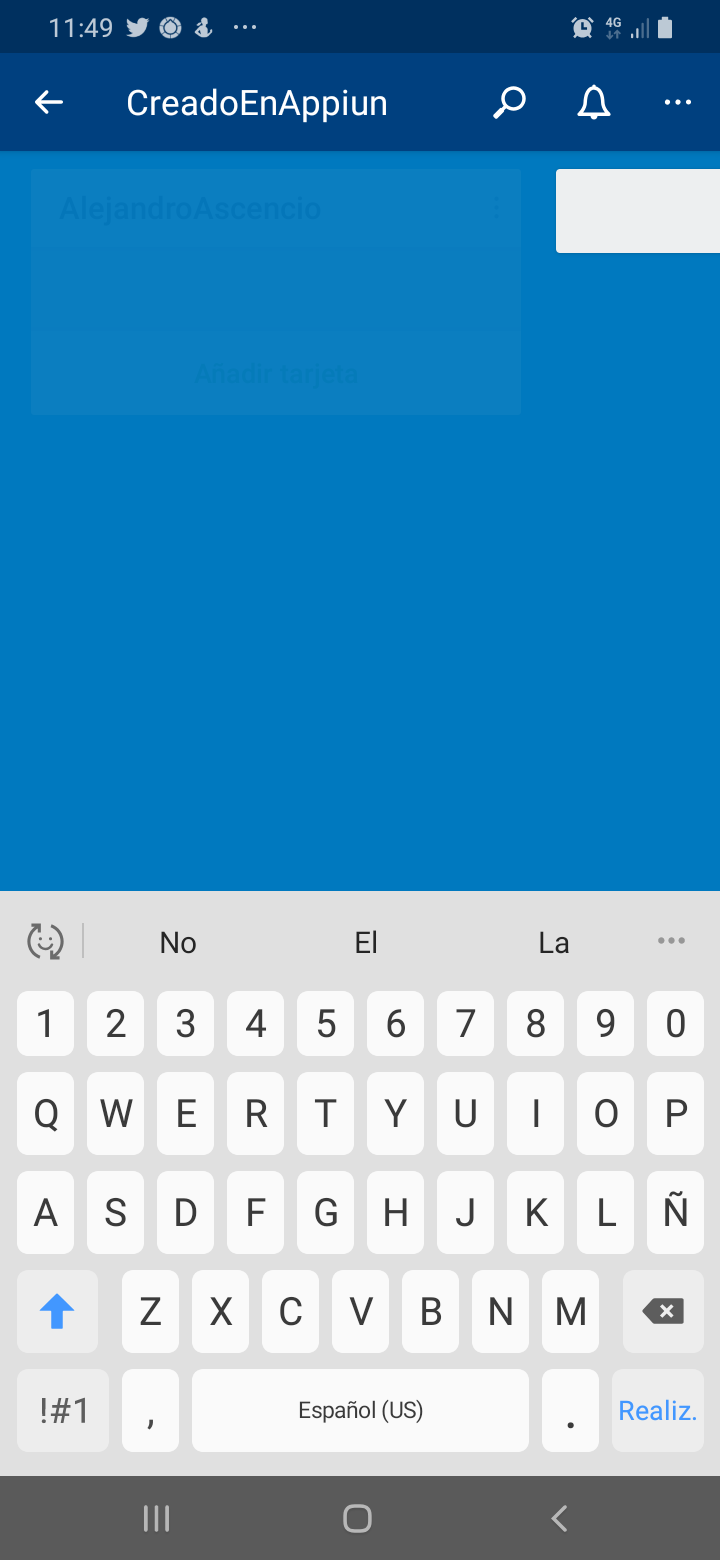 11:49
4G
CreadoEnAppiun
AlejandroAscencio
Añadir tarjeta
No El La
1 2 3 4 5 6 7 8 9 0
Q W E R T Y U I O P
A S D F G H J K L Ñ
Z X C V B N M
!#1 , Español (US) . Realiz.